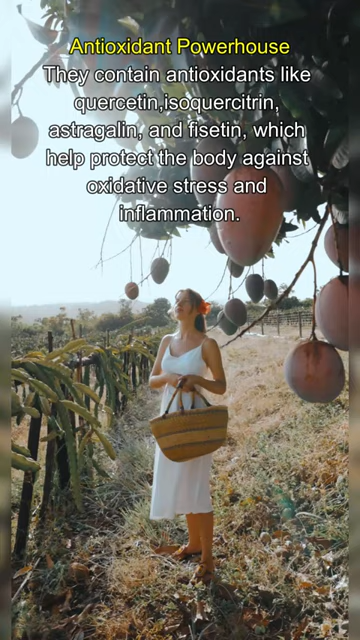 Antioxidant Powerhouse
They contain antioxidants like
quercetin,isoquercitrin,
astragalin, and fisetin, which
help protect the body against
oxidative stress and
inflammation.